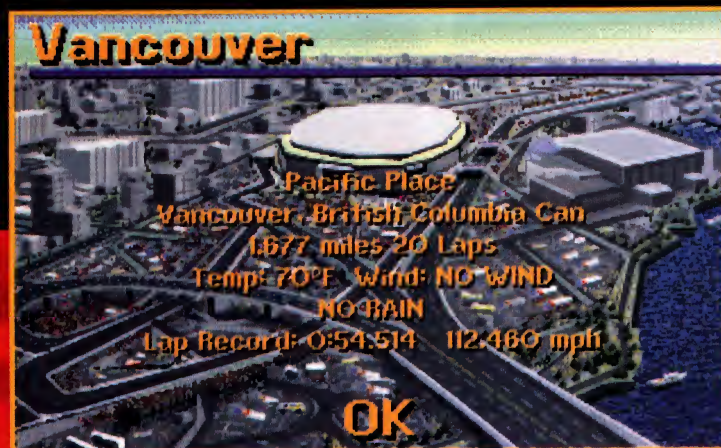 Vancouver
Pacific Place
Vancouver, British Columbia Can
1.677 miles 20 Laps
Temp: 70°F Wind: NO WIND
NO RAIN
Lap Record: 0:54.514 112.460 mph
OK